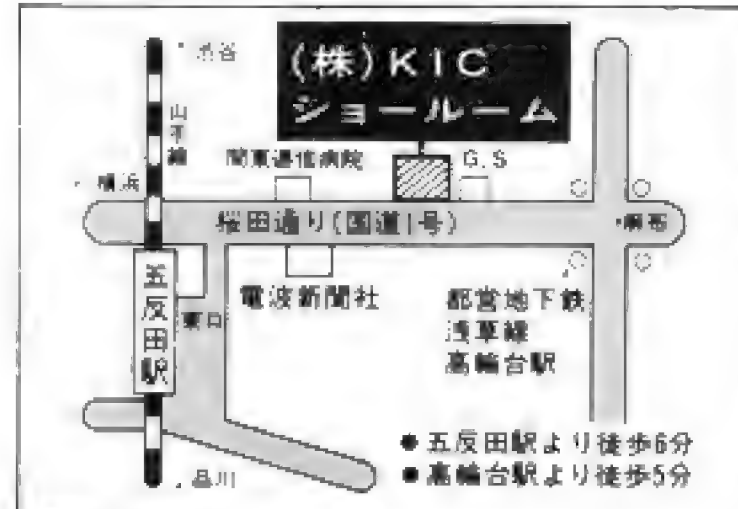 ・渋谷
(株)KIC
ショールーム
山手線
関東逓信病院
G.S
・横浜
桜田通り(国道1号)
・麻布
五反田駅
東口
電波新聞社
都営地下鉄
浅草線
高輪台駅
・品川
●五反田駅より徒歩6分
●高輪台駅より徒歩5分